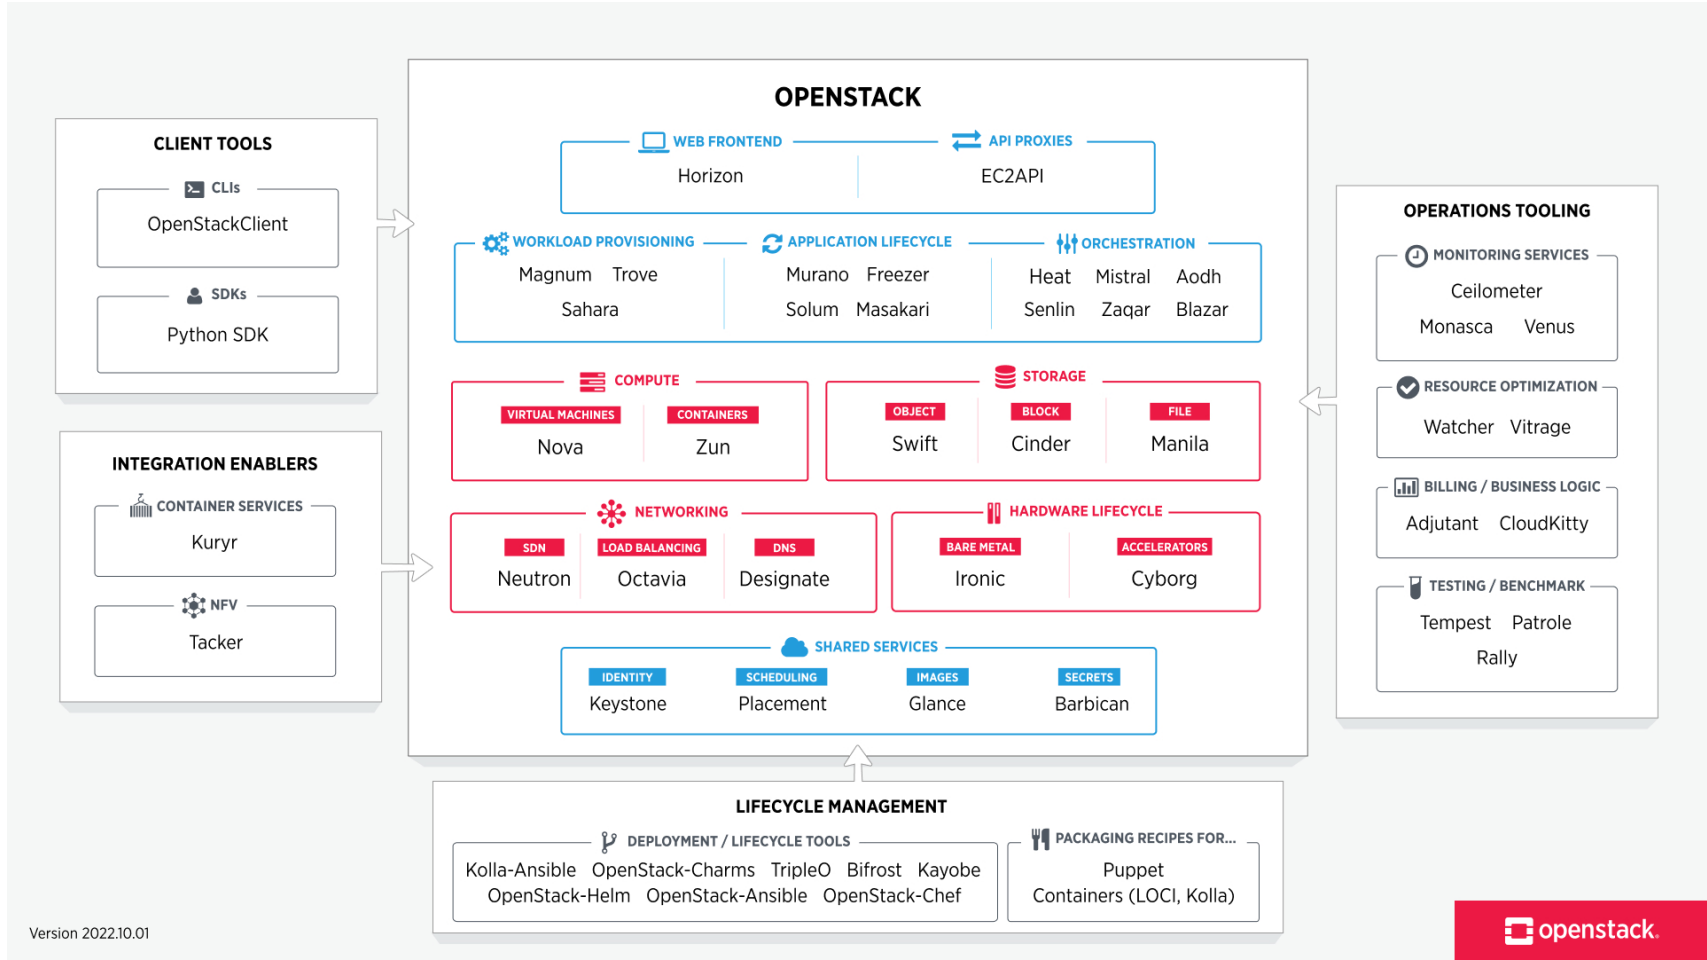 OPENSTACK
WEB FRONTEND
Horizon
API PROXIES
EC2API
WORKLOAD PROVISIONING
Magnum Trove
Sahara
APPLICATION LIFECYCLE
Murano Freezer
Solum Masakari
ORCHESTRATION
Heat Mistral Aodh
Senlin Zaqar Blazar
COMPUTE
VIRTUAL MACHINES
Nova
CONTAINERS
Zun
STORAGE
OBJECT
Swift
BLOCK
Cinder
FILE
Manila
NETWORKING
SDN
Neutron
LOAD BALANCING
Octavia
DNS
Designate
HARDWARE LIFECYCLE
BARE METAL
Ironic
ACCELERATORS
Cyborg
SHARED SERVICES
IDENTITY
Keystone
SCHEDULING
Placement
IMAGES
Glance
SECRETS
Barbican
CLIENT TOOLS
CLIs
OpenStackClient
SDKs
Python SDK
INTEGRATION ENABLERS
CONTAINER SERVICES
Kuryr
NFV
Tacker
OPERATIONS TOOLING
MONITORING SERVICES
Ceilometer
Monasca Venus
RESOURCE OPTIMIZATION
Watcher Vitrage
BILLING / BUSINESS LOGIC
Adjutant CloudKitty
TESTING / BENCHMARK
Tempest Patrole
Rally
LIFECYCLE MANAGEMENT
DEPLOYMENT / LIFECYCLE TOOLS
Kolla-Ansible OpenStack-Charms TripleO Bifrost Kayobe
OpenStack-Helm OpenStack-Ansible OpenStack-Chef
PACKAGING RECIPES FOR...
Puppet
Containers (LOCI, Kolla)
Version 2022.10.01
openstack.